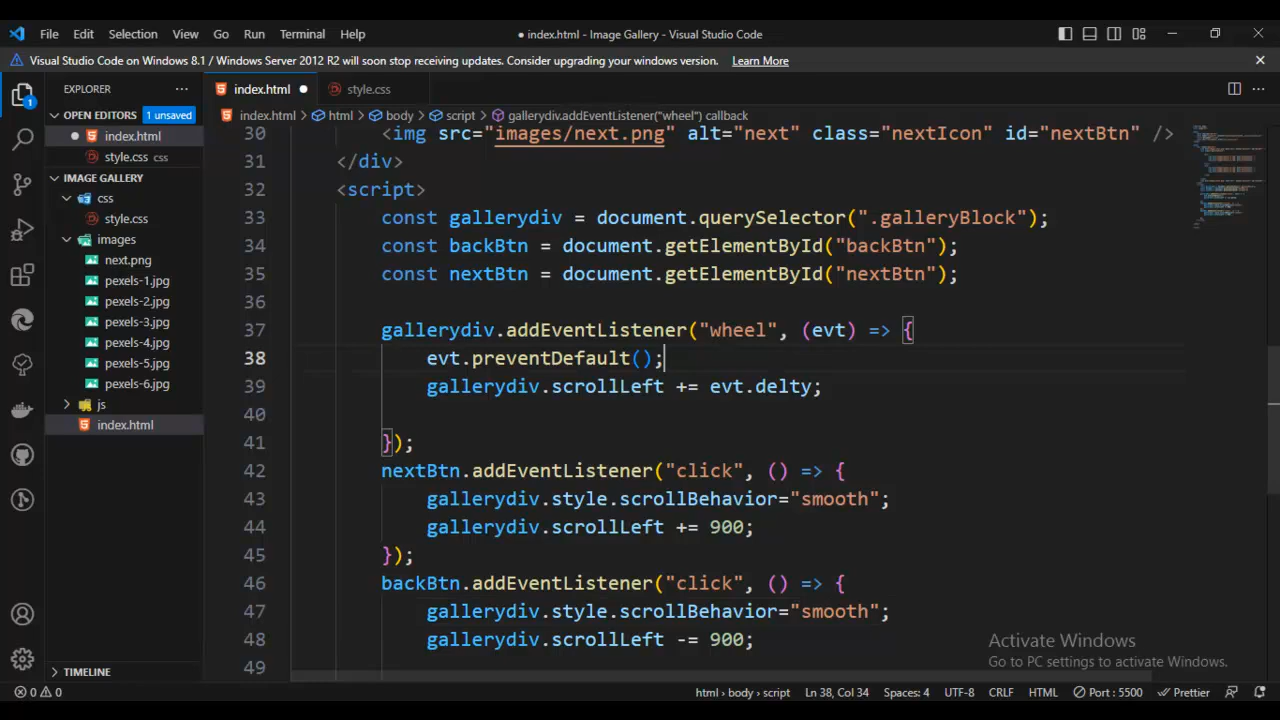 File Edit Selection View Go Run Terminal Help
● index.html - Image Gallery - Visual Studio Code
Visual Studio Code on Windows 8.1 / Windows Server 2012 R2 will soon stop receiving updates. Consider upgrading your windows version. Learn More
EXPLORER ...
index.html ●
style.css
OPEN EDITORS 1 unsaved
index.html > html > body > script > gallerydiv.addEventListener("wheel") callback
● index.html
style.css css
IMAGE GALLERY
css
style.css
images
next.png
pexels-1.jpg
pexels-2.jpg
pexels-3.jpg
pexels-4.jpg
pexels-5.jpg
pexels-6.jpg
js
index.html
TIMELINE
1
30 <img src="images/next.png" alt="next" class="nextIcon" id="nextBtn" />
31 </div>
32 <script>
33 const gallerydiv = document.querySelector(".galleryBlock");
34 const backBtn = document.getElementById("backBtn");
35 const nextBtn = document.getElementById("nextBtn");
36
37 gallerydiv.addEventListener("wheel", (evt) => {
38 evt.preventDefault();
39 gallerydiv.scrollLeft += evt.delty;
40
41 });
42 nextBtn.addEventListener("click", () => {
43 gallerydiv.style.scrollBehavior="smooth";
44 gallerydiv.scrollLeft += 900;
45 });
46 backBtn.addEventListener("click", () => {
47 gallerydiv.style.scrollBehavior="smooth";
48 gallerydiv.scrollLeft -= 900;
49
Activate Windows
Go to PC settings to activate Windows.
0 0 html > body > script Ln 38, Col 34 Spaces: 4 UTF-8 CRLF HTML Port : 5500 Prettier